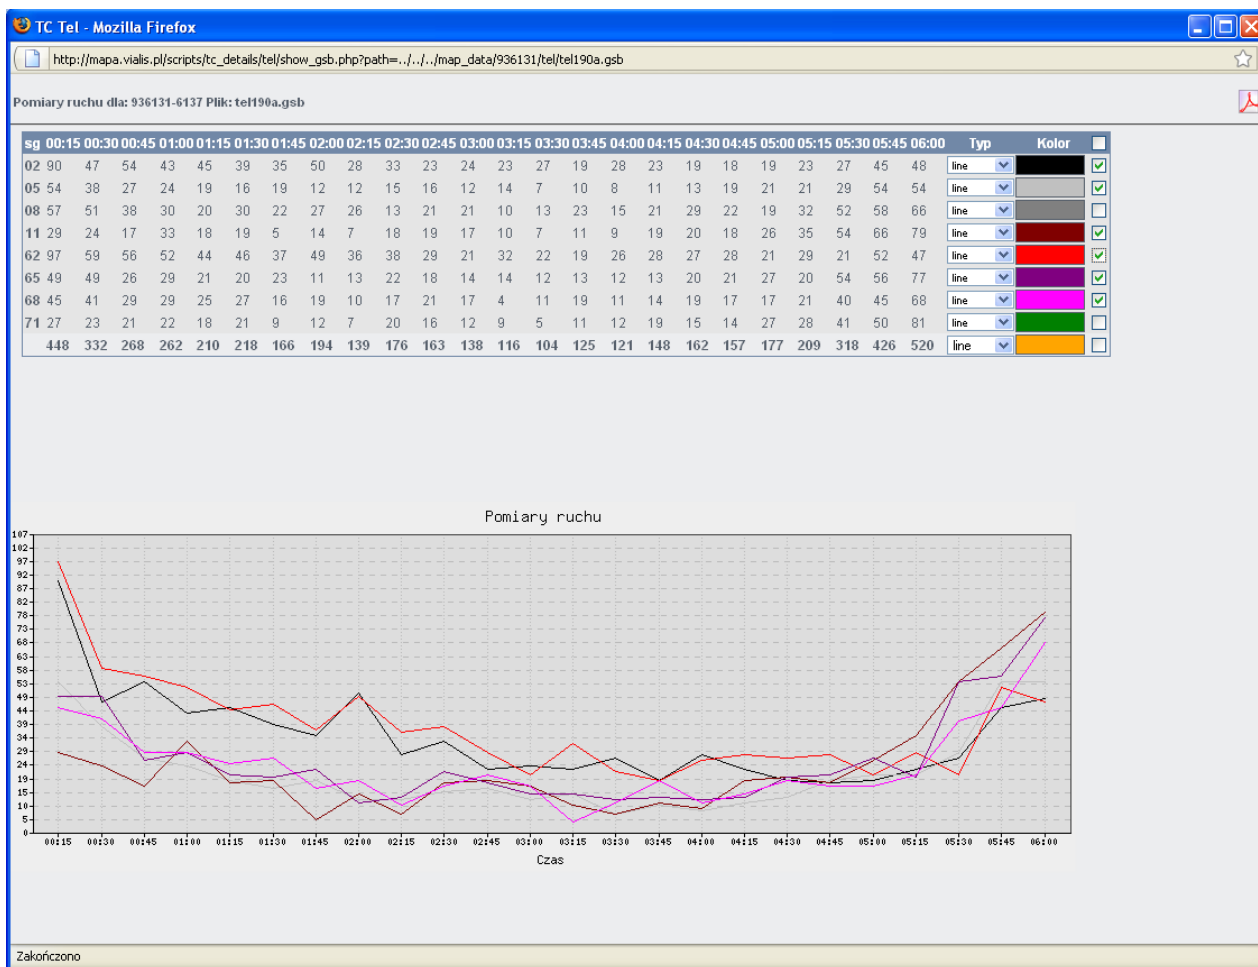 TC Tel - Mozilla Firefox
http://mapa.vialis.pl/scripts/tc_details/tel/show_gsb.php?path=../../../map_data/936131/tel/tel190a.gsb
Pomiary ruchu dla: 936131-6137 Plik: tel190a.gsb
sg 00:15 00:30 00:45 01:00 01:15 01:30 01:45 02:00 02:15 02:30 02:45 03:00 03:15 03:30 03:45 04:00 04:15 04:30 04:45 05:00 05:15 05:30 05:45 06:00 Typ Kolor
02 90 47 54 43 45 39 35 50 28 33 23 24 23 27 19 28 23 19 18 19 23 27 45 48 line
05 54 38 27 24 19 16 19 12 12 15 16 12 14 7 10 8 11 13 19 21 21 29 54 54 line
08 57 51 38 30 20 30 22 27 26 13 21 21 10 13 23 15 21 29 22 19 32 52 58 66 line
11 29 24 17 33 18 19 5 14 7 18 19 17 10 7 11 9 19 20 18 26 35 54 66 79 line
62 97 59 56 52 44 46 37 49 36 38 29 21 32 22 19 26 28 27 28 21 29 21 52 47 line
65 49 49 26 29 21 20 23 11 13 22 18 14 14 12 13 12 13 20 21 27 20 54 56 77 line
68 45 41 29 29 25 27 16 19 10 17 21 17 4 11 19 11 14 19 17 17 21 40 45 68 line
71 27 23 21 22 18 21 9 12 7 20 16 12 9 5 11 12 19 15 14 27 28 41 50 81 line
448 332 268 262 210 218 166 194 139 176 163 138 116 104 125 121 148 162 157 177 209 318 426 520 line
Pomiary ruchu
107
102
97
92
87
82
78
73
68
63
58
53
49
44
39
34
29
24
19
15
10
5
0
00:15 00:30 00:45 01:00 01:15 01:30 01:45 02:00 02:15 02:30 02:45 03:00 03:15 03:30 03:45 04:00 04:15 04:30 04:45 05:00 05:15 05:30 05:45 06:00
Czas
Zakończono